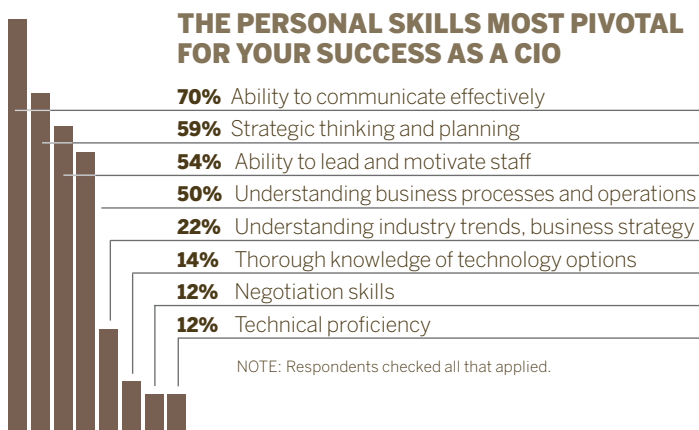 THE PERSONAL SKILLS MOST PIVOTAL
FOR YOUR SUCCESS AS A CIO
70% Ability to communicate effectively
59% Strategic thinking and planning
54% Ability to lead and motivate staff
50% Understanding business processes and operations
22% Understanding industry trends, business strategy
14% Thorough knowledge of technology options
12% Negotiation skills
12% Technical proficiency
NOTE: Respondents checked all that applied.